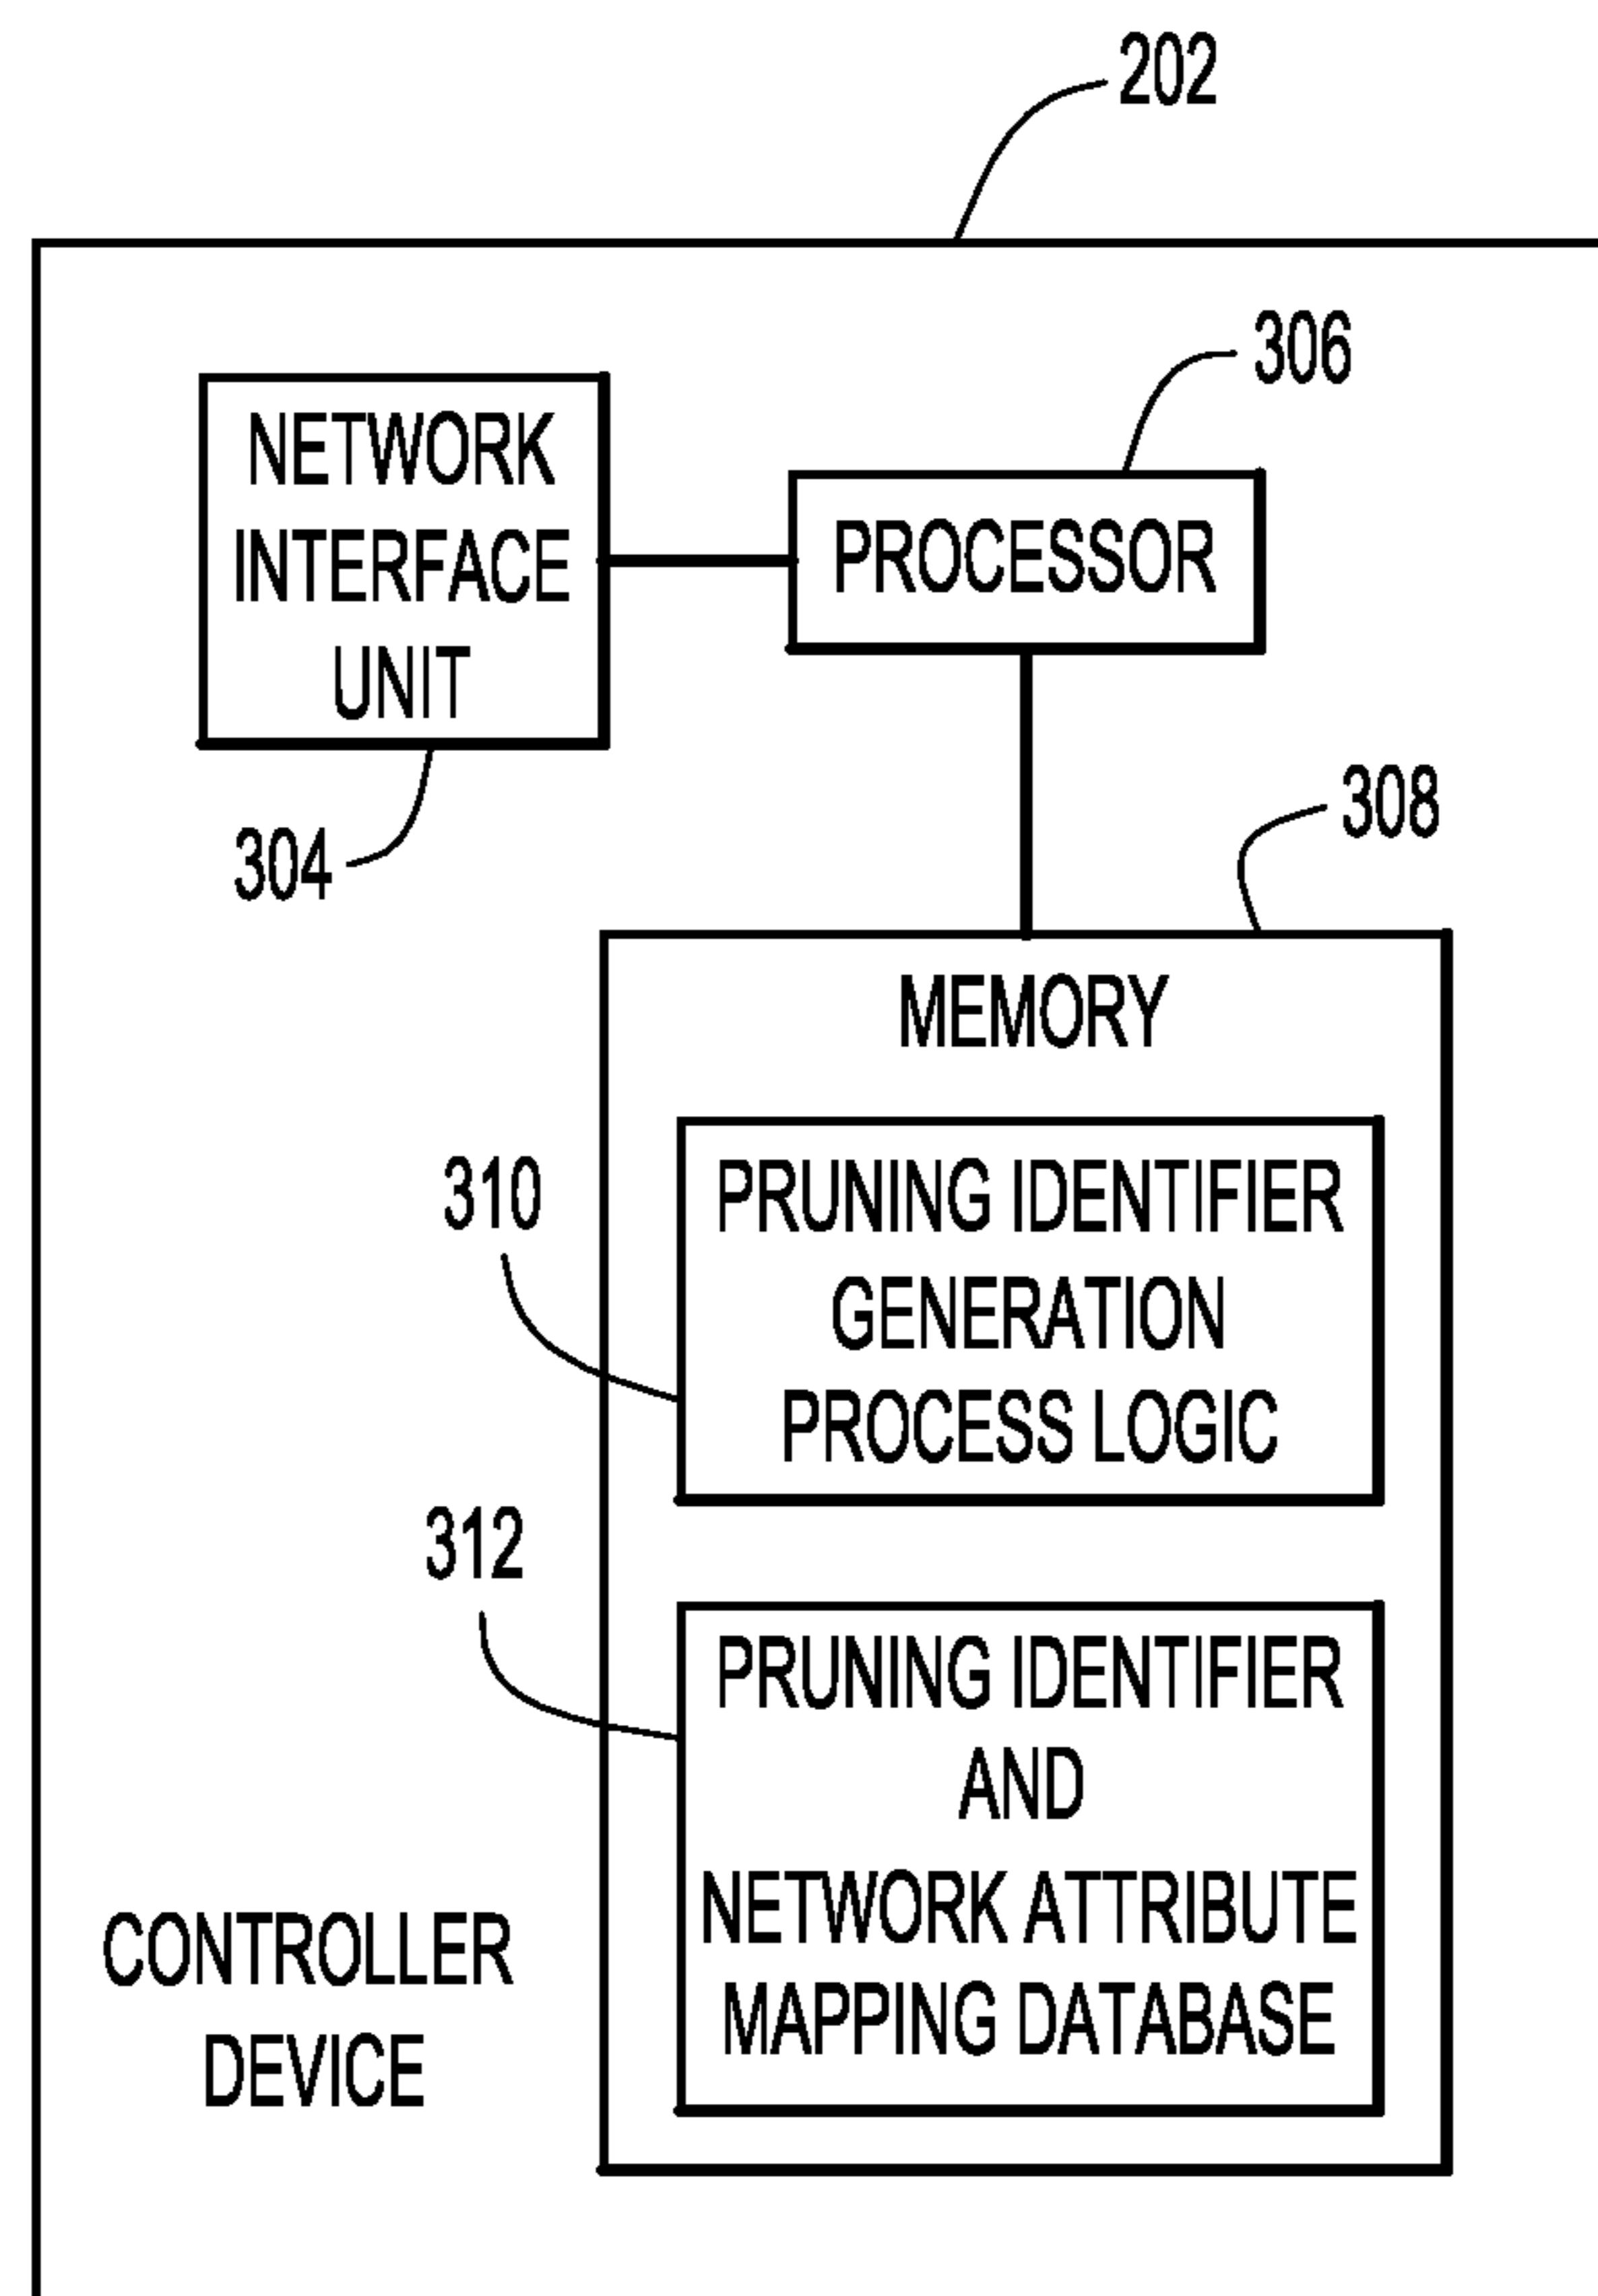 202
306
NETWORK
INTERFACE
UNIT
PROCESSOR
304
308
MEMORY
310
PRUNING IDENTIFIER
GENERATION
PROCESS LOGIC
312
PRUNING IDENTIFIER
AND
NETWORK ATTRIBUTE
MAPPING DATABASE
CONTROLLER
DEVICE